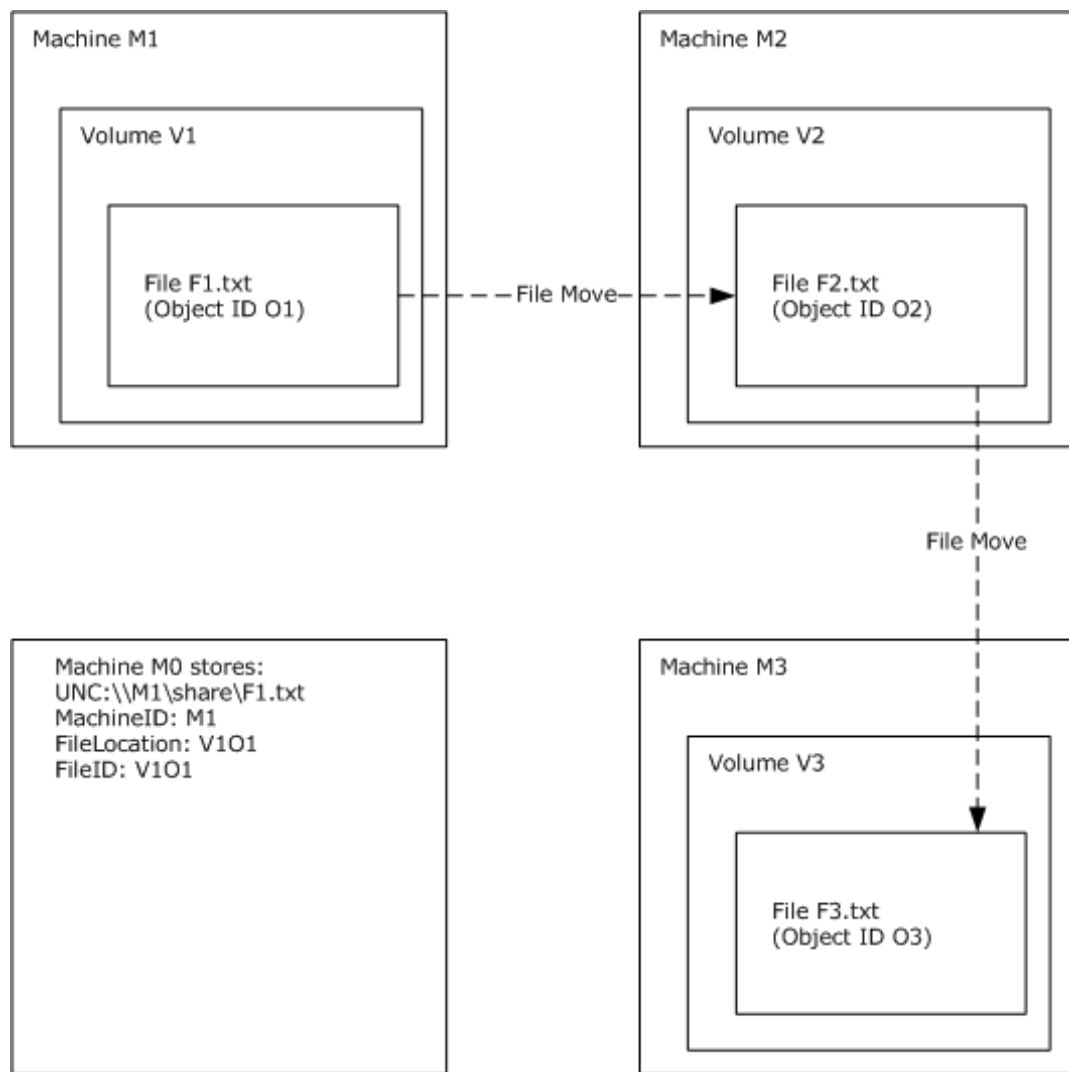 Machine M1
Volume V1
File F1.txt
(Object ID O1)
File Move
Machine M2
Volume V2
File F2.txt
(Object ID O2)
File Move
Machine M0 stores:
UNC:\\M1\share\F1.txt
MachineID: M1
FileLocation: V1O1
FileID: V1O1
Machine M3
Volume V3
File F3.txt
(Object ID O3)